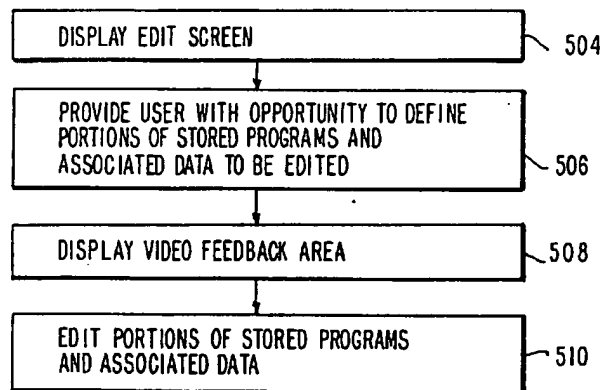 DISPLAY EDIT SCREEN
504
PROVIDE USER WITH OPPORTUNITY TO DEFINE
PORTIONS OF STORED PROGRAMS AND
ASSOCIATED DATA TO BE EDITED
506
DISPLAY VIDEO FEEDBACK AREA
508
EDIT PORTIONS OF STORED PROGRAMS
AND ASSOCIATED DATA
510